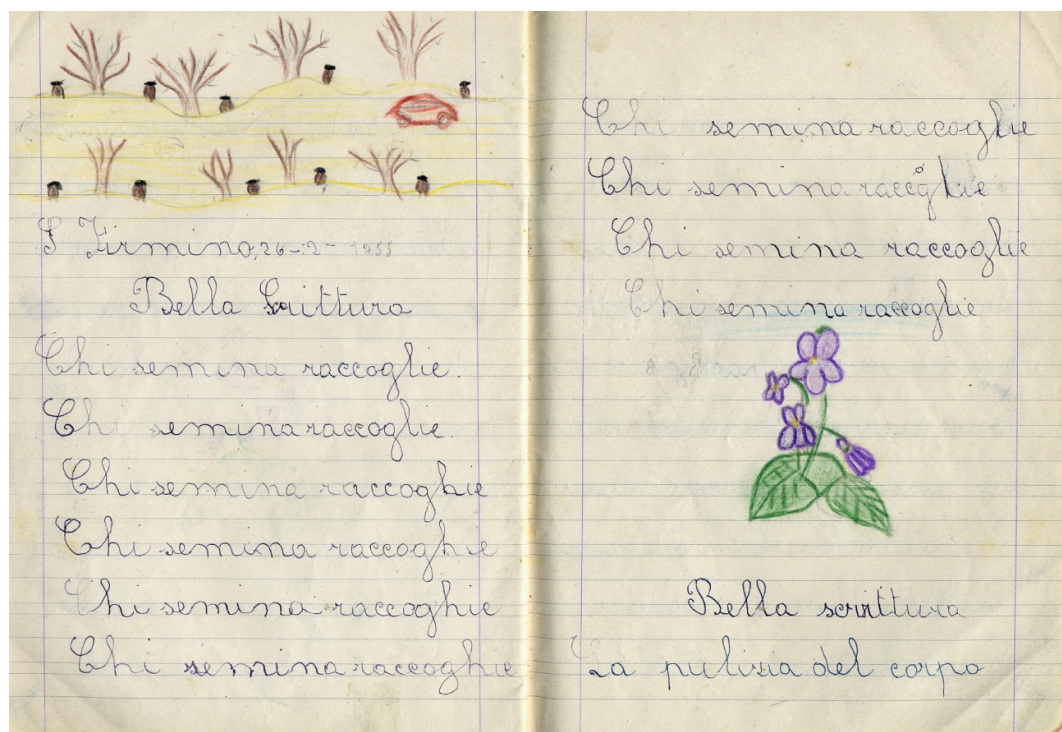 S. Firmino, 26-2-1955
Bella Scrittura
Chi semina raccoglie.
Chi semina raccoglie.
Chi semina raccoghie
Chi semina raccoghie
Chi semina raccoghie
Chi semina raccoghie
Chi semina raccoglie
Chi semina raccoglie
Chi semina raccoglie
Chi semina raccoglie
Bella scrittura
La pulizia del corpo